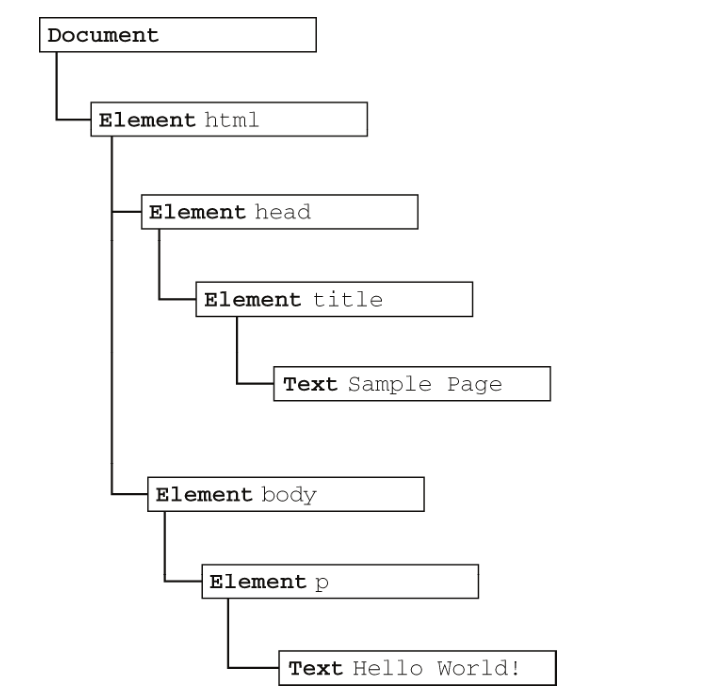 Document
Element html
Element head
Element title
Text Sample Page
Element body
Element p
Text Hello World!